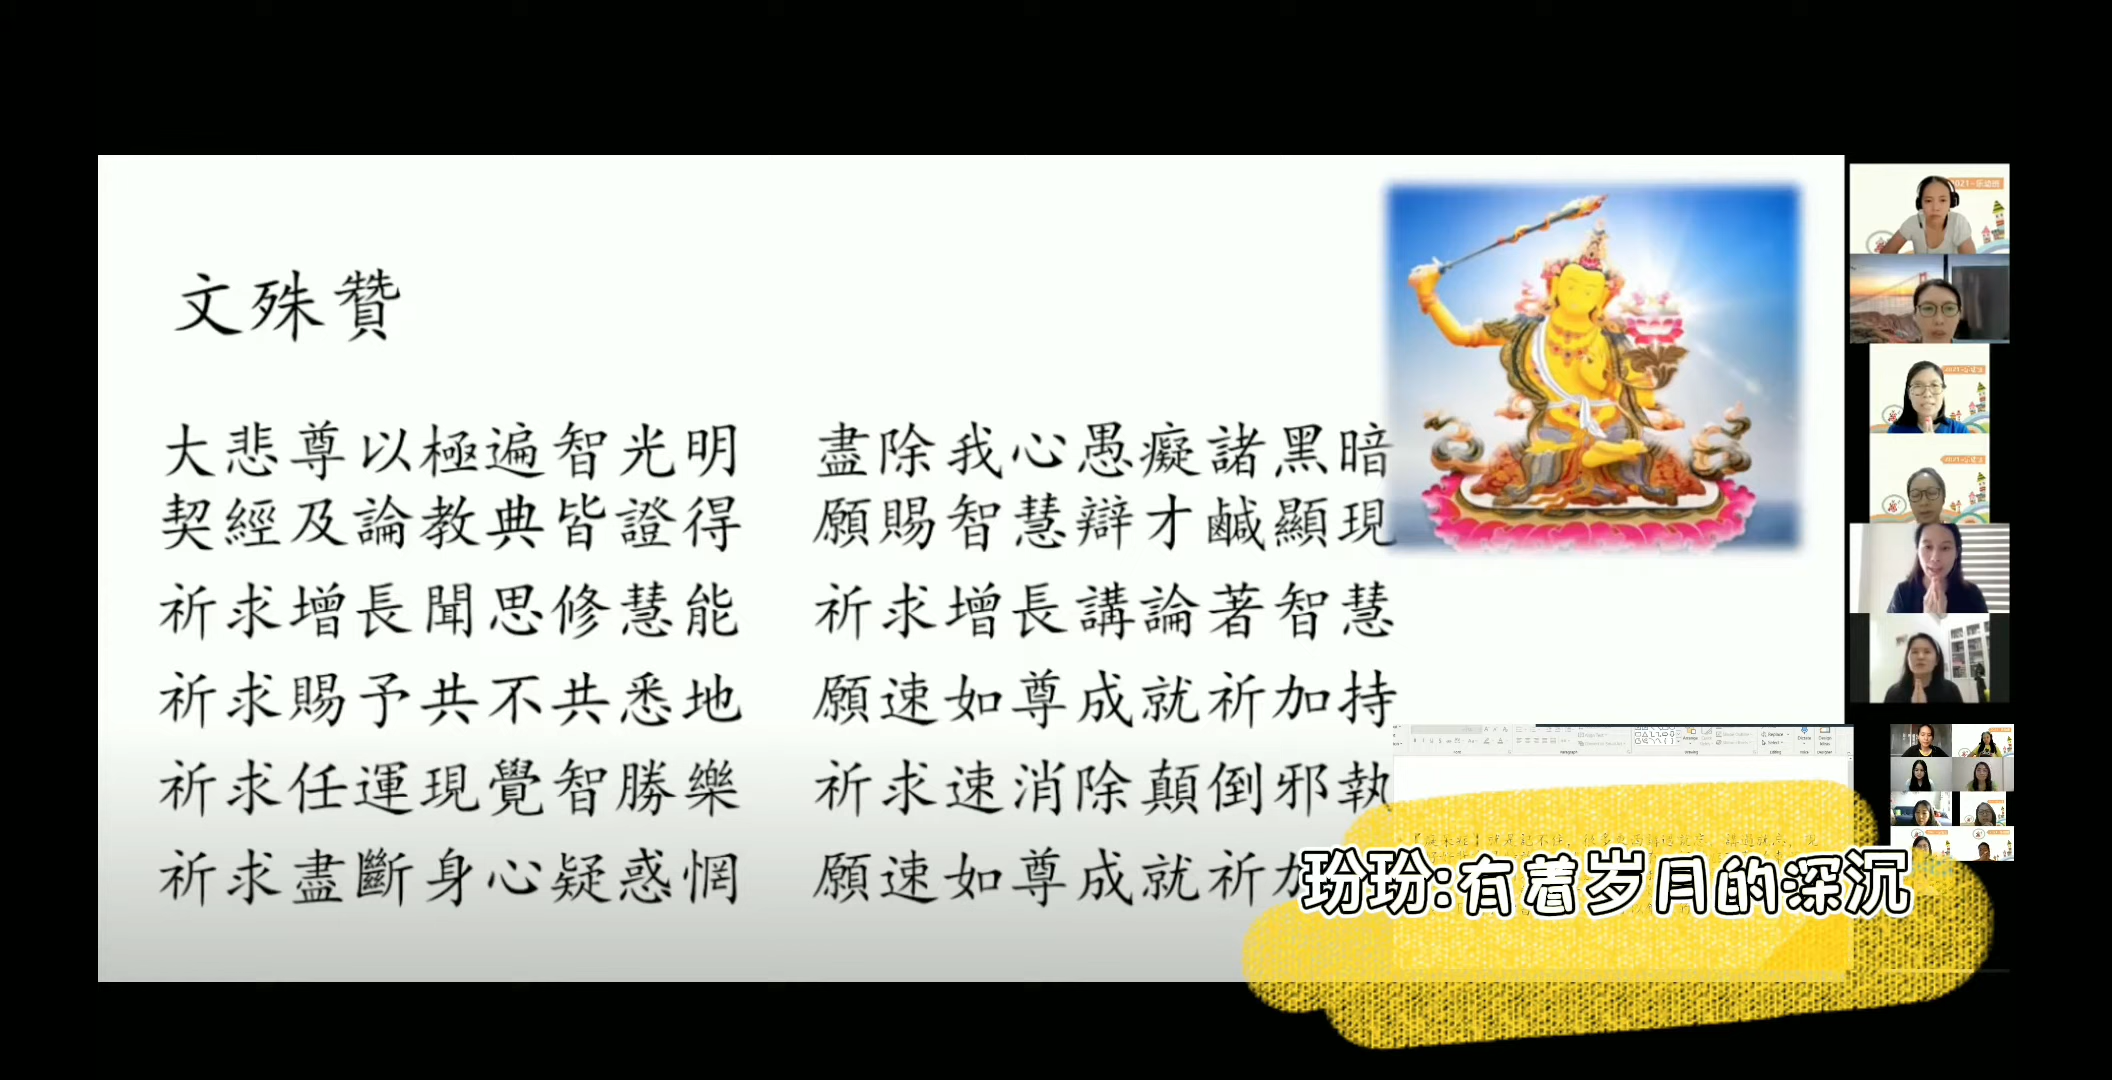 文殊贊
大悲尊以極遍智光明 盡除我心愚癡諸黑暗
契經及論教典皆證得 願賜智慧辯才鹹顯現
祈求增長聞思修慧能 祈求增長講論著智慧
祈求賜予共不共悉地 願速如尊成就祈加持
祈求任運現覺智勝樂 祈求速消除顛倒邪執
祈求盡斷身心疑惑惘 願速如尊成就祈加
玢玢:有着岁月的深沉